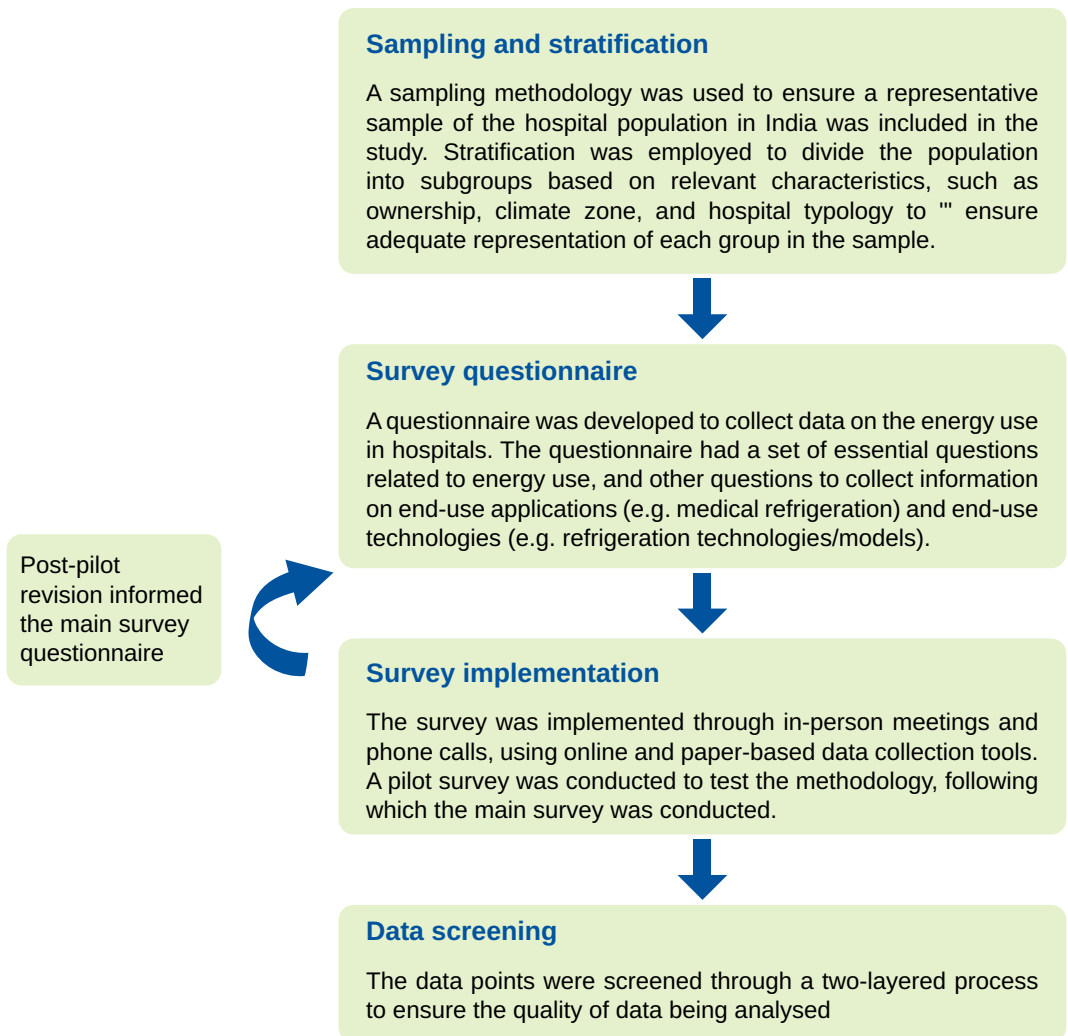 Sampling and stratification
A sampling methodology was used to ensure a representative
sample of the hospital population in India was included in the
study. Stratification was employed to divide the population
into subgroups based on relevant characteristics, such as
ownership, climate zone, and hospital typology to '" ensure
adequate representation of each group in the sample.
Survey questionnaire
A questionnaire was developed to collect data on the energy use
in hospitals. The questionnaire had a set of essential questions
related to energy use, and other questions to collect information
on end-use applications (e.g. medical refrigeration) and end-use
technologies (e.g. refrigeration technologies/models).
Post-pilot
revision informed
the main survey
questionnaire
Survey implementation
The survey was implemented through in-person meetings and
phone calls, using online and paper-based data collection tools.
A pilot survey was conducted to test the methodology, following
which the main survey was conducted.
Data screening
The data points were screened through a two-layered process
to ensure the quality of data being analysed